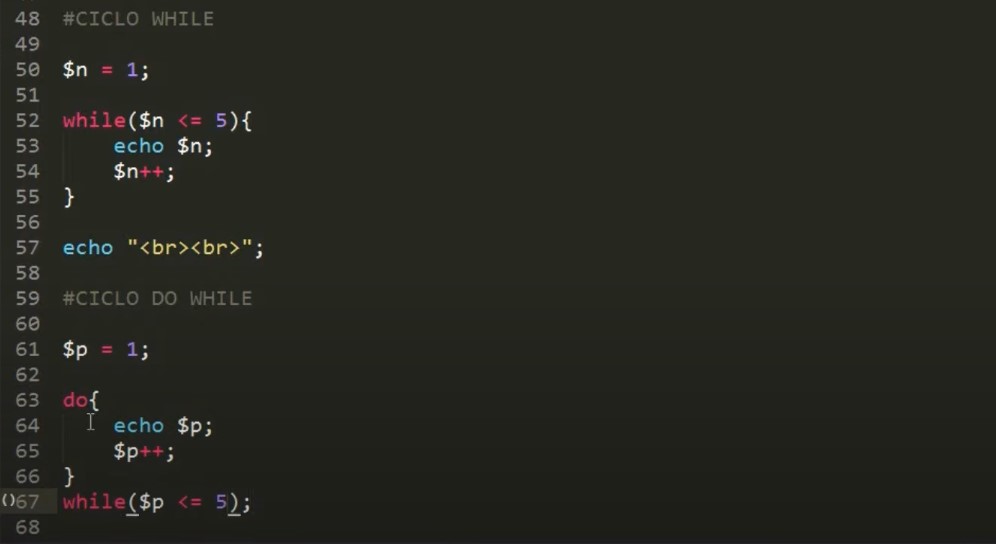 48 #CICLO WHILE
49
50 $n = 1;
51
52 while($n <= 5){
53     echo $n;
54     $n++;
55 }
56
57 echo "<br><br>";
58
59 #CICLO DO WHILE
60
61 $p = 1;
62
63 do{
64     echo $p;
65     $p++;
66 }
()67 while($p <= 5);
68